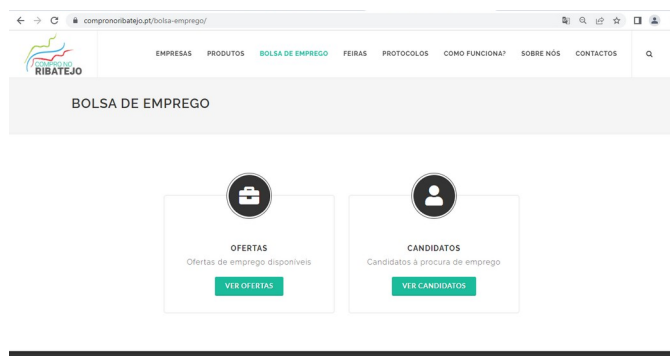 compronoribatejo.pt/bolsa-emprego/
COMPRO NO
RIBATEJO
EMPRESAS PRODUTOS BOLSA DE EMPREGO FEIRAS PROTOCOLOS COMO FUNCIONA? SOBRE NÓS CONTACTOS
BOLSA DE EMPREGO
OFERTAS
Ofertas de emprego disponíveis
VER OFERTAS
CANDIDATOS
Candidatos à procura de emprego
VER CANDIDATOS